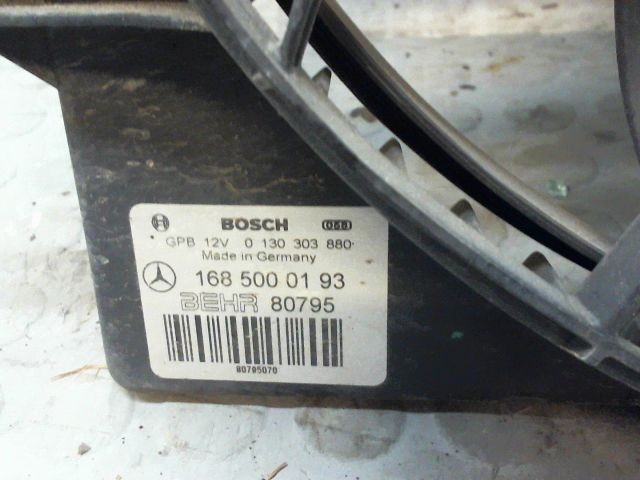 BOSCH
GPB 12V 0 130 303 880
Made in Germany
168 500 01 93
BEHR 80795
80795070